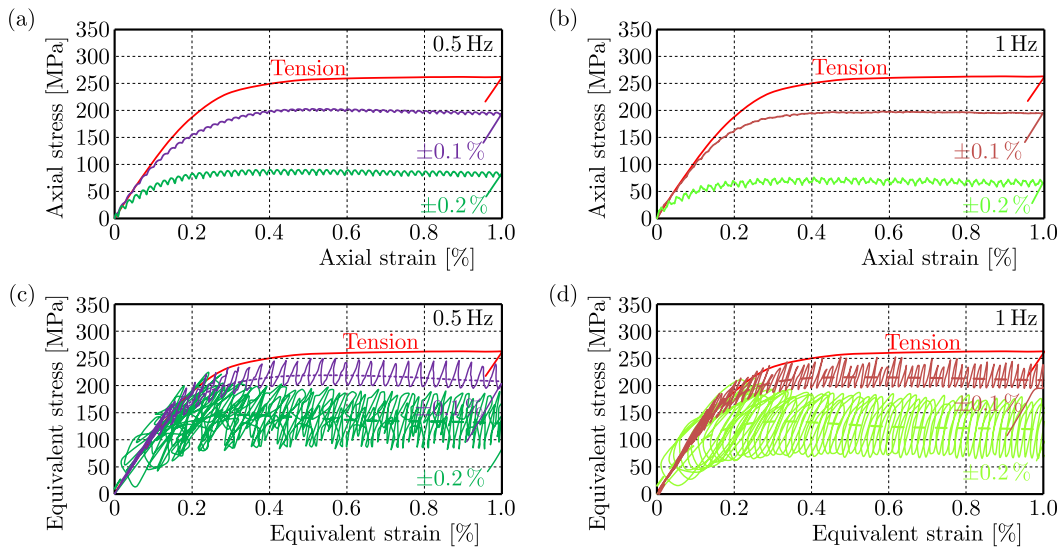 (a)
Axial stress [MPa]
350
300
250
200
150
100
50
0
0.5 Hz
Tension
±0.1 %
±0.2 %
0 0.2 0.4 0.6 0.8 1.0
Axial strain [%]
(b)
Axial stress [MPa]
350
300
250
200
150
100
50
0
1 Hz
Tension
±0.1 %
±0.2 %
0 0.2 0.4 0.6 0.8 1.0
Axial strain [%]
(c)
Equivalent stress [MPa]
350
300
250
200
150
100
50
0
0.5 Hz
Tension
±0.1 %
±0.2 %
0 0.2 0.4 0.6 0.8 1.0
Equivalent strain [%]
(d)
Equivalent stress [MPa]
350
300
250
200
150
100
50
0
1 Hz
Tension
±0.1 %
±0.2 %
0 0.2 0.4 0.6 0.8 1.0
Equivalent strain [%]